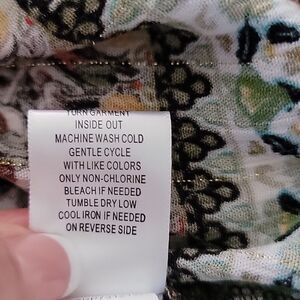 TURN GARMENT
INSIDE OUT
MACHINE WASH COLD
GENTLE CYCLE
WITH LIKE COLORS
ONLY NON-CHLORINE
BLEACH IF NEEDED
TUMBLE DRY LOW
COOL IRON IF NEEDED
ON REVERSE SIDE